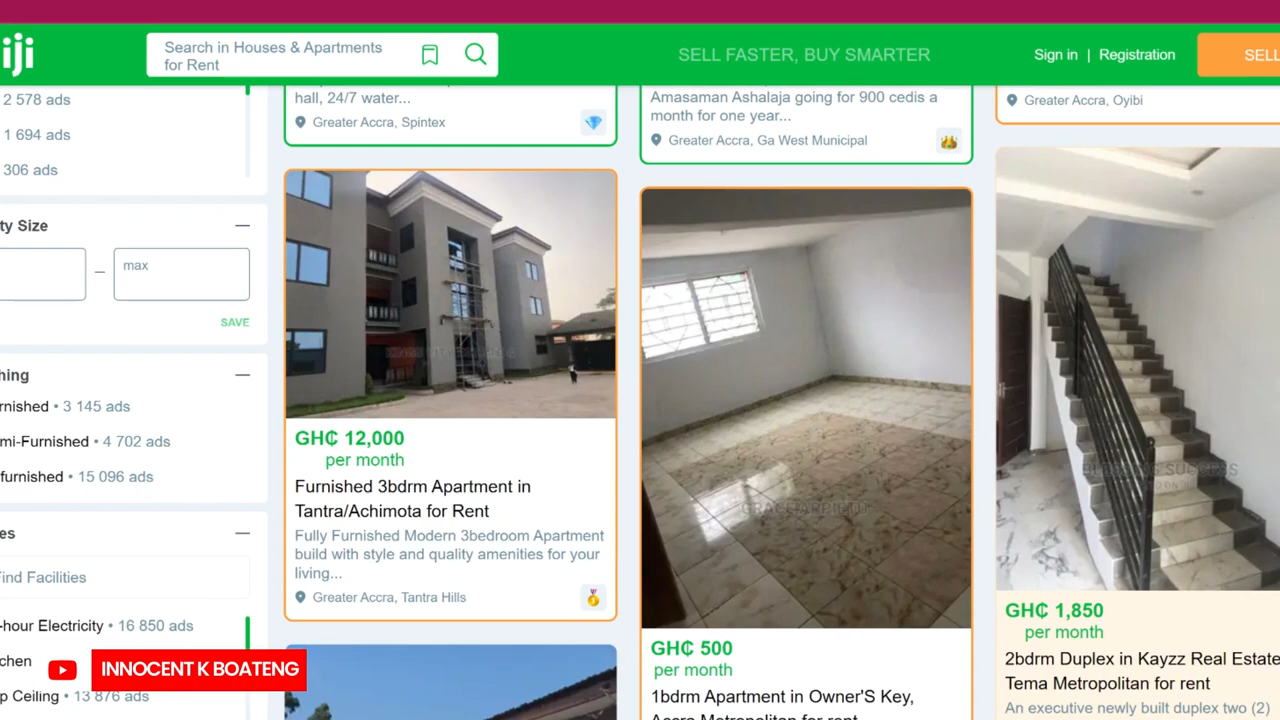 iji
Search in Houses & Apartments
for Rent
SELL FASTER, BUY SMARTER
Sign in | Registration
SELL
2 578 ads
1 694 ads
306 ads
ty Size
max
SAVE
hing
rnished • 3 145 ads
mi-Furnished • 4 702 ads
furnished • 15 096 ads
es
Find Facilities
-hour Electricity • 16 850 ads
chen
p Ceiling • 13 876 ads
INNOCENT K BOATENG
hall, 24/7 water...
Greater Accra, Spintex
GH₵ 12,000
per month
Furnished 3bdrm Apartment in
Tantra/Achimota for Rent
Fully Furnished Modern 3bedroom Apartment
build with style and quality amenities for your
living...
Greater Accra, Tantra Hills
Amasaman Ashalaja going for 900 cedis a
month for one year...
Greater Accra, Ga West Municipal
GH₵ 500
per month
1bdrm Apartment in Owner'S Key,
Accra Metropolitan for rent
Greater Accra, Oyibi
GH₵ 1,850
per month
2bdrm Duplex in Kayzz Real Estate
Tema Metropolitan for rent
An executive newly built duplex two (2)